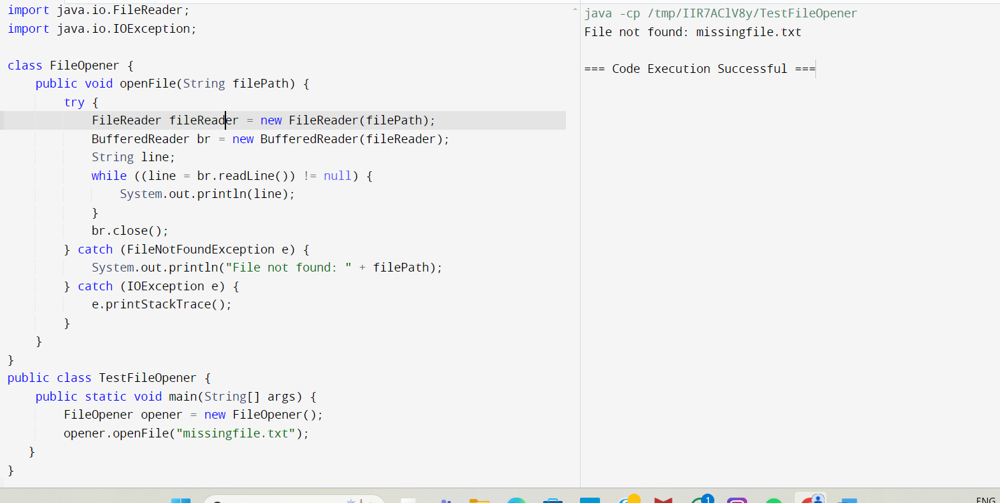 import java.io.FileReader;
import java.io.IOException;
class FileOpener {
public void openFile(String filePath) {
try {
FileReader fileReader = new FileReader(filePath);
BufferedReader br = new BufferedReader(fileReader);
String line;
while ((line = br.readLine()) != null) {
System.out.println(line);
}
br.close();
} catch (FileNotFoundException e) {
System.out.println("File not found: " + filePath);
} catch (IOException e) {
e.printStackTrace();
}
}
}
public class TestFileOpener {
public static void main(String[] args) {
FileOpener opener = new FileOpener();
opener.openFile("missingfile.txt");
}
}
java -cp /tmp/IIR7AClV8y/TestFileOpener
File not found: missingfile.txt
=== Code Execution Successful ===
1
ENG